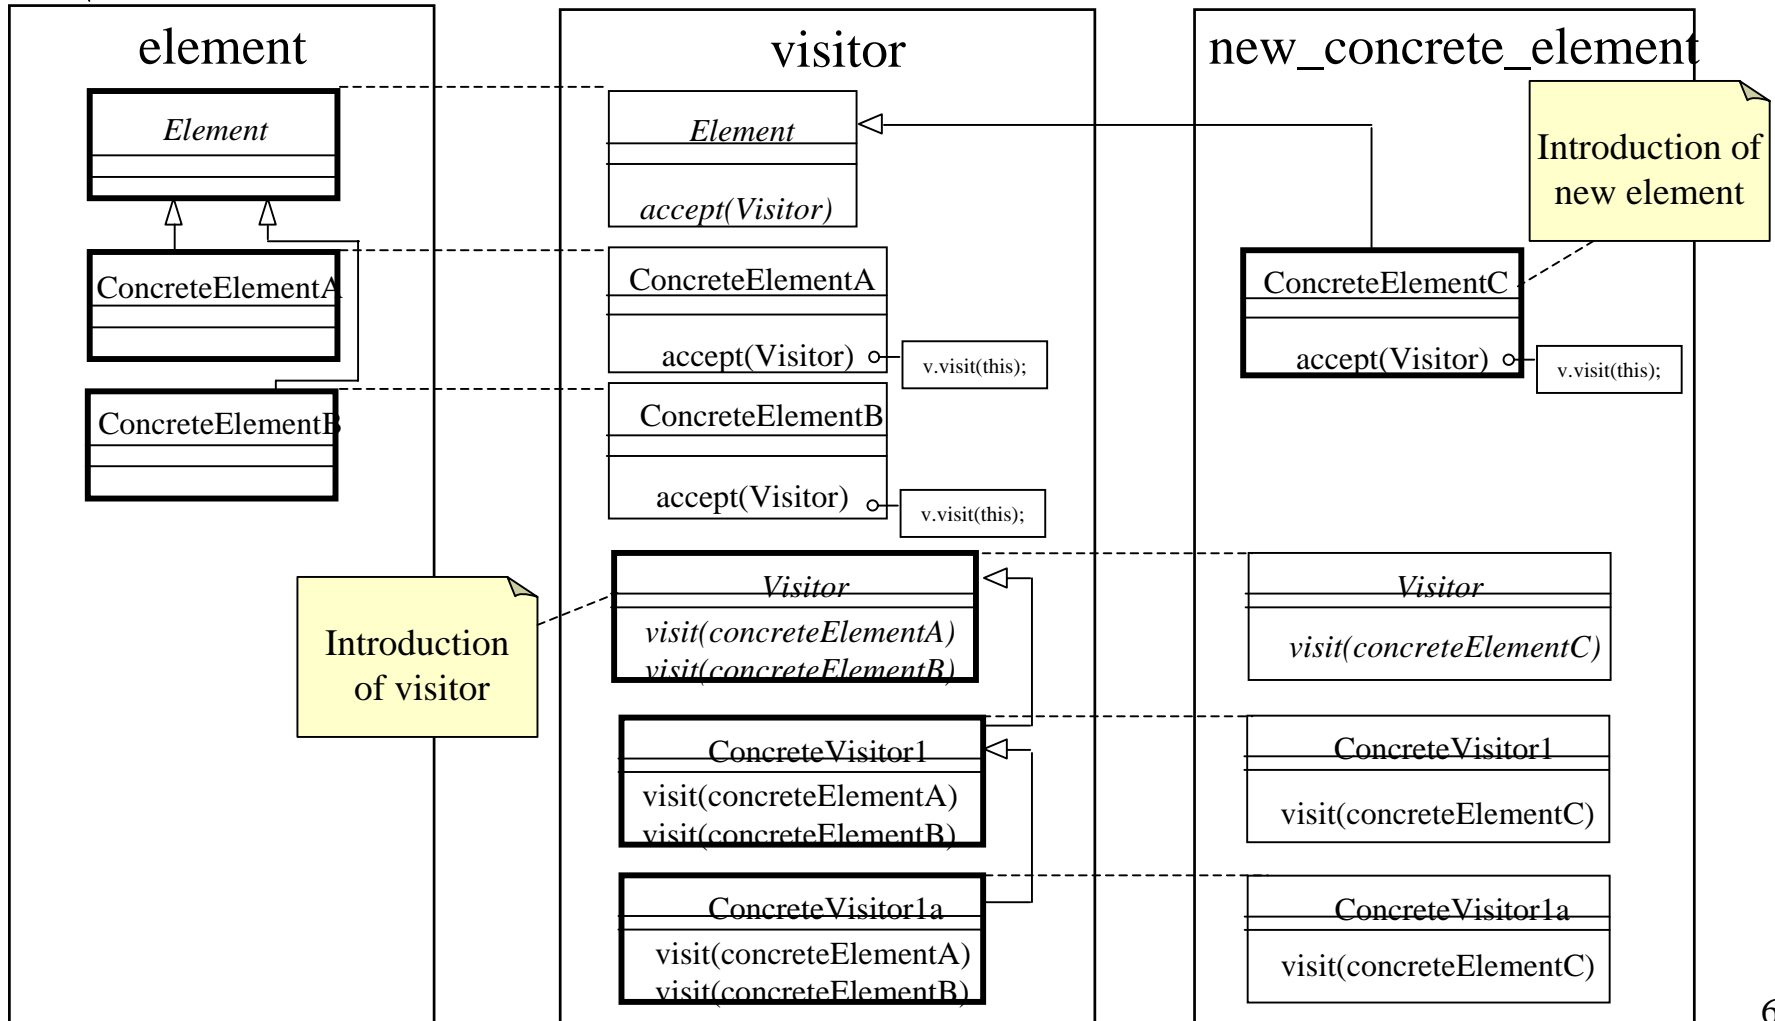 element
Element
ConcreteElementA
ConcreteElementB
visitor
Element
accept(Visitor)
ConcreteElementA
accept(Visitor)
v.visit(this);
ConcreteElementB
accept(Visitor)
v.visit(this);
Introduction
of visitor
Visitor
visit(concreteElementA)
visit(concreteElementB)
ConcreteVisitor1
visit(concreteElementA)
visit(concreteElementB)
ConcreteVisitor1a
visit(concreteElementA)
visit(concreteElementB)
new_concrete_element
Introduction of
new element
ConcreteElementC
accept(Visitor)
v.visit(this);
Visitor
visit(concreteElementC)
ConcreteVisitor1
visit(concreteElementC)
ConcreteVisitor1a
visit(concreteElementC)
6